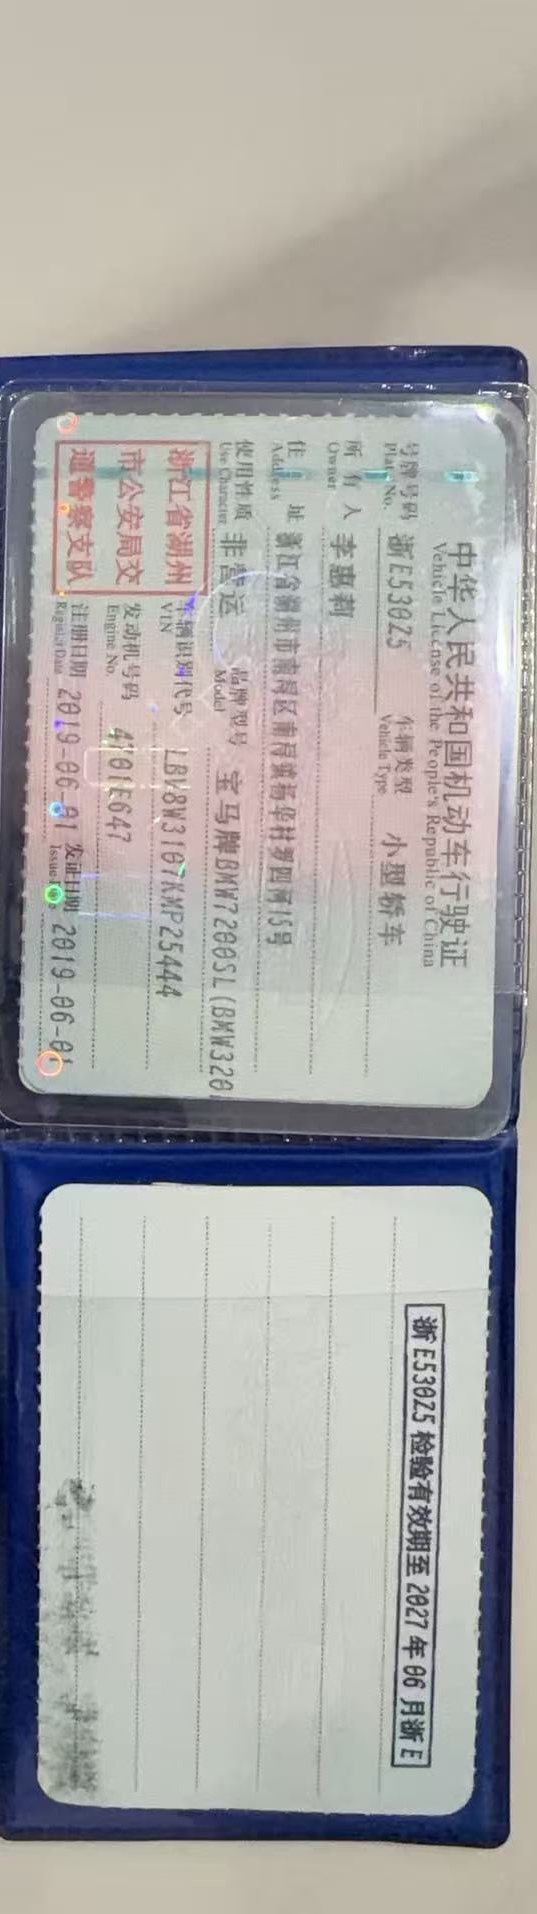 中华人民共和国机动车行驶证
Vehicle License of the People's Republic of China
号牌号码 浙E530Z5 车辆类型 小型轿车
Plate No. Vehicle Type
所有人 李惠莉
Owner
住址 浙江省湖州市南浔区南浔镇杨华村罗四河15号
Address
使用性质 非营运 品牌型号 宝马牌BMW7200SL(BMW320
Use Character Model
浙江省湖州
市公安局交
通警察支队
车辆识别代号 LBV8W3107KMP25444
VIN
发动机号码 4701E647
Engine No.
注册日期 2019-06-01 发证日期 2019-06-01
Register Date Issue
浙E530Z5 检验有效期至 2027年06月浙E